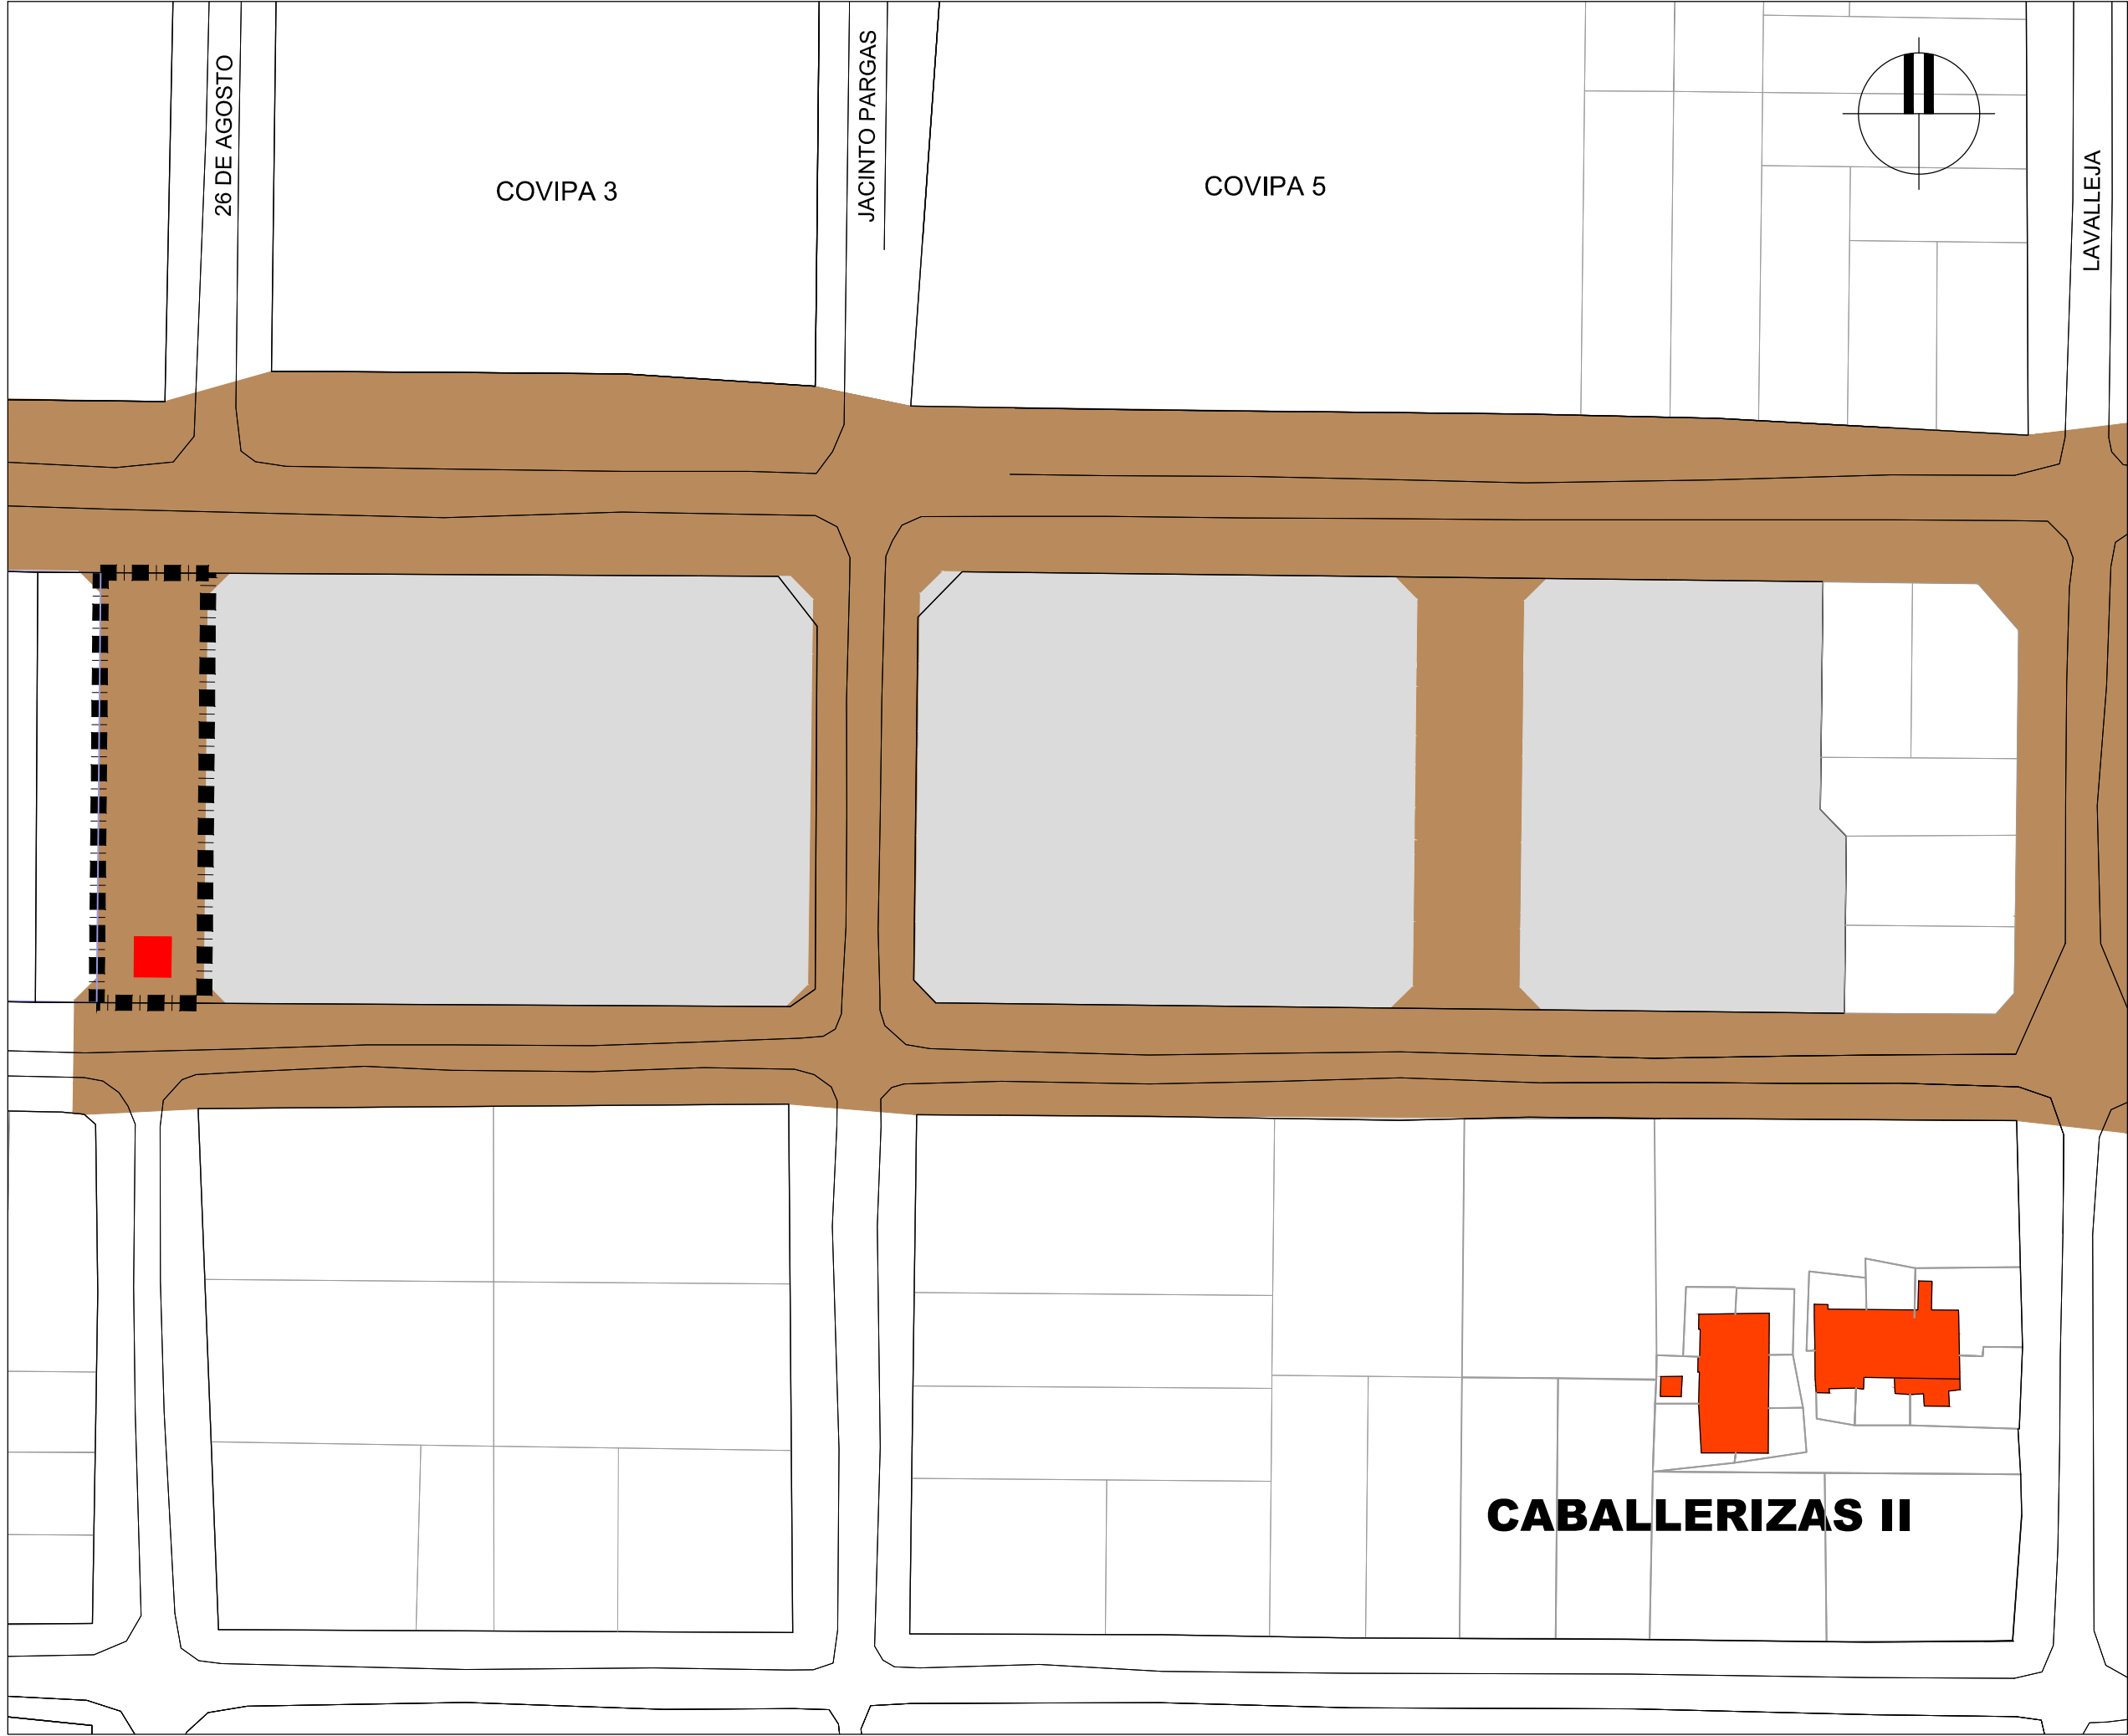 26 DE AGOSTO
JACINTO PARGAS
COVIPA 3
COVIPA 5
LAVALLEJA
CABALLERIZAS II